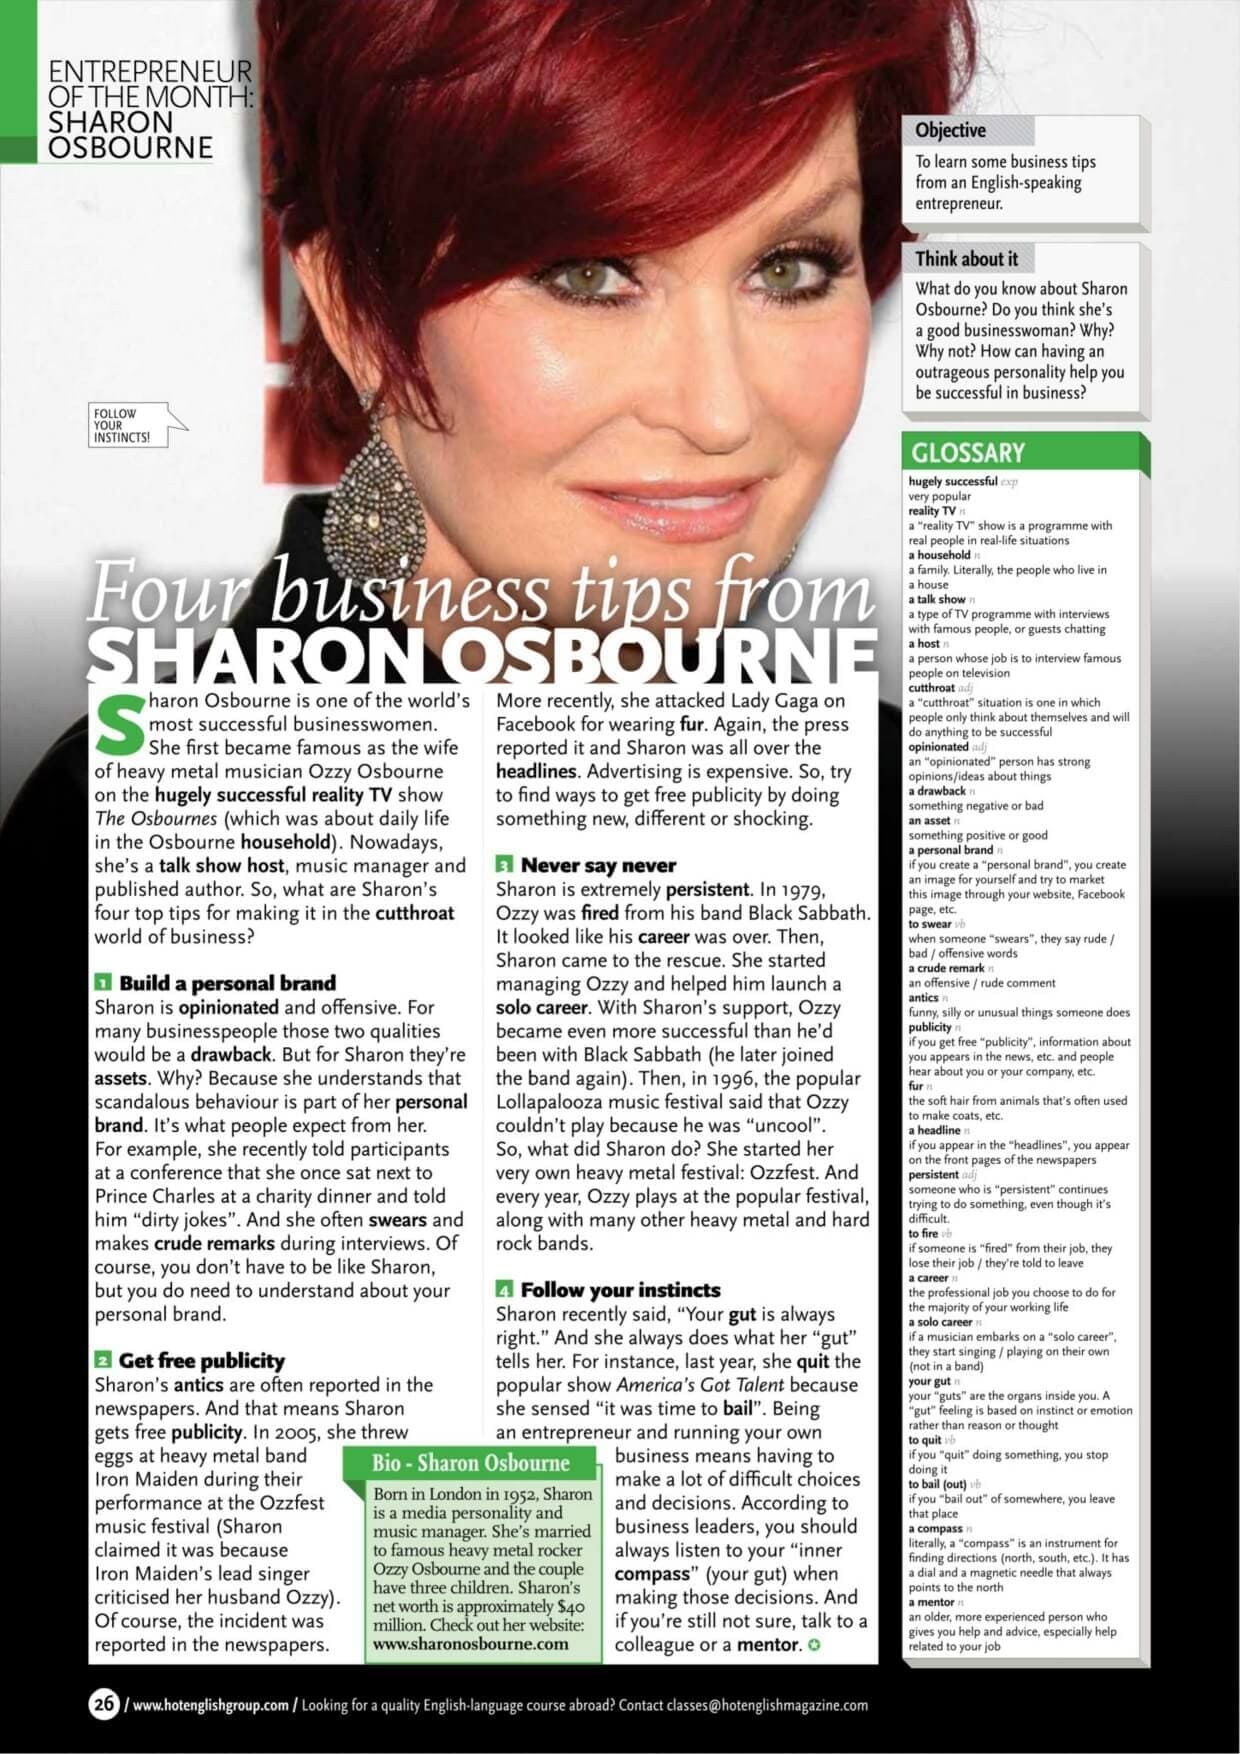 ENTREPRENEUR
OF THE MONTH:
SHARON
OSBOURNE
FOLLOW
YOUR
INSTINCTS!
Four business tips from
SHARON OSBOURNE
Sharon Osbourne is one of the world's
most successful businesswomen.
She first became famous as the wife
of heavy metal musician Ozzy Osbourne
on the hugely successful reality TV show
The Osbournes (which was about daily life
in the Osbourne household). Nowadays,
she's a talk show host, music manager and
published author. So, what are Sharon's
four top tips for making it in the cutthroat
world of business?
1 Build a personal brand
Sharon is opinionated and offensive. For
many businesspeople those two qualities
would be a drawback. But for Sharon they're
assets. Why? Because she understands that
scandalous behaviour is part of her personal
brand. It's what people expect from her.
For example, she recently told participants
at a conference that she once sat next to
Prince Charles at a charity dinner and told
him “dirty jokes”. And she often swears and
makes crude remarks during interviews. Of
course, you don't have to be like Sharon,
but you do need to understand about your
personal brand.
2 Get free publicity
Sharon's antics are often reported in the
newspapers. And that means Sharon
gets free publicity. In 2005, she threw
eggs at heavy metal band
Iron Maiden during their
performance at the Ozzfest
music festival (Sharon
claimed it was because
Iron Maiden's lead singer
criticised her husband Ozzy).
Of course, the incident was
reported in the newspapers.
More recently, she attacked Lady Gaga on
Facebook for wearing fur. Again, the press
reported it and Sharon was all over the
headlines. Advertising is expensive. So, try
to find ways to get free publicity by doing
something new, different or shocking.
3 Never say never
Sharon is extremely persistent. In 1979,
Ozzy was fired from his band Black Sabbath.
It looked like his career was over. Then,
Sharon came to the rescue. She started
managing Ozzy and helped him launch a
solo career. With Sharon's support, Ozzy
became even more successful than he'd
been with Black Sabbath (he later joined
the band again). Then, in 1996, the popular
Lollapalooza music festival said that Ozzy
couldn't play because he was “uncool”.
So, what did Sharon do? She started her
very own heavy metal festival: Ozzfest. And
every year, Ozzy plays at the popular festival,
along with many other heavy metal and hard
rock bands.
4 Follow your instincts
Sharon recently said, “Your gut is always
right.” And she always does what her “gut”
tells her. For instance, last year, she quit the
popular show America's Got Talent because
she sensed “it was time to bail”. Being
an entrepreneur and running your own
business means having to
make a lot of difficult choices
and decisions. According to
business leaders, you should
always listen to your “inner
compass” (your gut) when
making those decisions. And
if you're still not sure, talk to a
colleague or a mentor.
Bio - Sharon Osbourne
Born in London in 1952, Sharon
is a media personality and
music manager. She's married
to famous heavy metal rocker
Ozzy Osbourne and the couple
have three children. Sharon's
net worth is approximately $40
million. Check out her website:
www.sharonosbourne.com
Objective
To learn some business tips
from an English-speaking
entrepreneur.
Think about it
What do you know about Sharon
Osbourne? Do you think she's
a good businesswoman? Why?
Why not? How can having an
outrageous personality help you
be successful in business?
GLOSSARY
hugely successful exp
very popular
reality TV n
a “reality TV” show is a programme with
real people in real-life situations
a household n
a family. Literally, the people who live in
a house
a talk show n
a type of TV programme with interviews
with famous people, or guests chatting
a host n
a person whose job is to interview famous
people on television
cutthroat adj
a “cutthroat” situation is one in which
people only think about themselves and will
do anything to be successful
opinionated adj
an “opinionated” person has strong
opinions/ideas about things
a drawback n
something negative or bad
an asset n
something positive or good
a personal brand n
if you create a “personal brand”, you create
an image for yourself and try to market
this image through your website, Facebook
page, etc.
to swear vb
when someone “swears”, they say rude /
bad / offensive words
a crude remark n
an offensive / rude comment
antics n
funny, silly or unusual things someone does
publicity n
if you get free “publicity”, information about
you appears in the news, etc. and people
hear about you or your company, etc.
fur n
the soft hair from animals that's often used
to make coats, etc.
a headline n
if you appear in the “headlines”, you appear
on the front pages of the newspapers
persistent adj
someone who is “persistent” continues
trying to do something, even though it's
difficult.
to fire vb
if someone is “fired” from their job, they
lose their job / they're told to leave
a career n
the professional job you choose to do for
the majority of your working life
a solo career n
if a musician embarks on a “solo career”,
they start singing / playing on their own
(not in a band)
your gut n
your “guts” are the organs inside you. A
“gut” feeling is based on instinct or emotion
rather than reason or thought
to quit vb
if you “quit” doing something, you stop
doing it
to bail (out) vb
if you “bail out” of somewhere, you leave
that place
a compass n
literally, a “compass” is an instrument for
finding directions (north, south, etc.). It has
a dial and a magnetic needle that always
points to the north
a mentor n
an older, more experienced person who
gives you help and advice, especially help
related to your job
26 / www.hotenglishgroup.com / Looking for a quality English-language course abroad? Contact classes@hotenglishmagazine.com